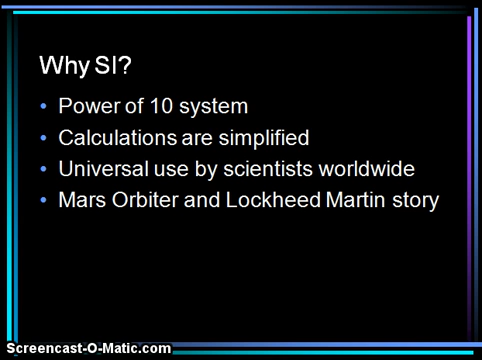 Why SI?
• Power of 10 system
• Calculations are simplified
• Universal use by scientists worldwide
• Mars Orbiter and Lockheed Martin story
Screencast-O-Matic.com